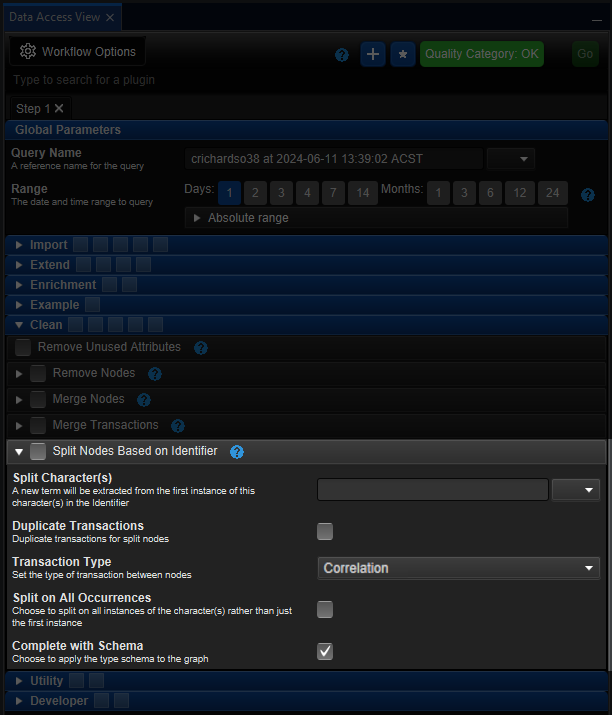 Data Access View
Workflow Options
Quality Category: OK
Go
Type to search for a plugin
Step 1
Global Parameters
Query Name
A reference name for the query
crichardso38 at 2024-06-11 13:39:02 ACST
Range
The date and time range to query
Days: 1 2 3 4 7 14 Months: 1 3 6 12 24
Absolute range
Import
Extend
Enrichment
Example
Clean
Remove Unused Attributes
Remove Nodes
Merge Nodes
Merge Transactions
Split Nodes Based on Identifier
Split Character(s)
A new term will be extracted from the first instance of this
character(s) in the Identifier
Duplicate Transactions
Duplicate transactions for split nodes
Transaction Type
Set the type of transaction between nodes
Correlation
Split on All Occurrences
Choose to split on all instances of the character(s) rather than just
the first instance
Complete with Schema
Choose to apply the type schema to the graph
Utility
Developer